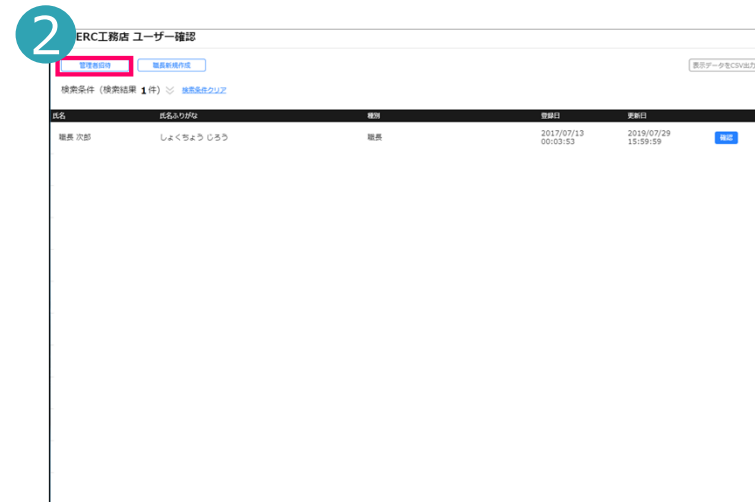 2
ERC工務店 ユーザー確認
管理者招待 職長新規作成 表示データをCSV出力
検索条件 (検索結果 1件) 検索条件クリア
氏名 氏名ふりがな 種別 登録日 更新日
職長 次郎 しょくちょう じろう 職長 2017/07/13 2019/07/29 確認
00:03:53 15:59:59